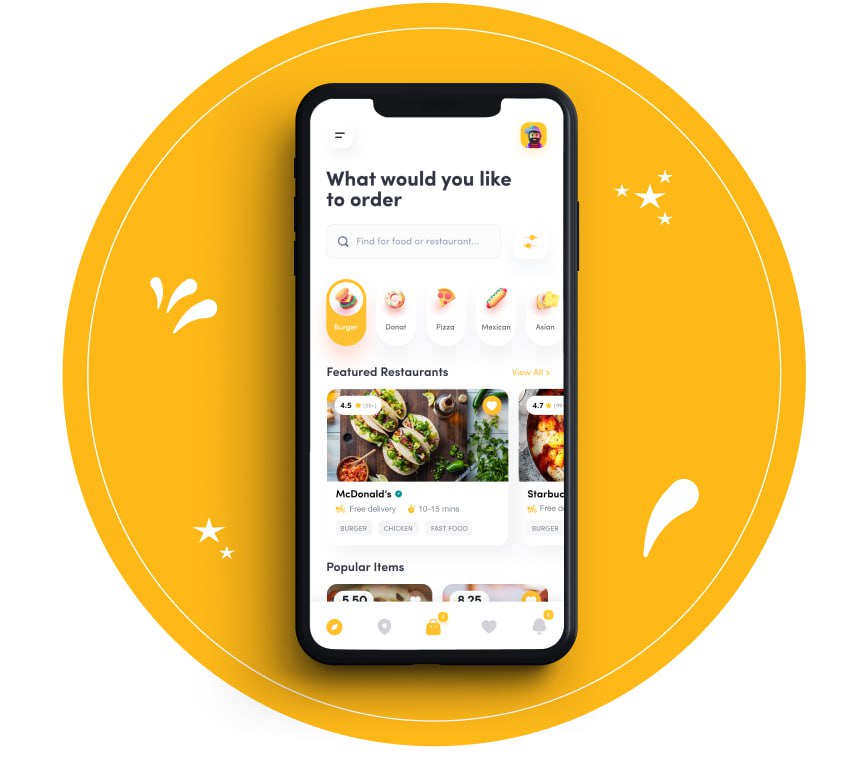 What would you like
to order
Find for food or restaurant...
Burger
Donat
Pizza
Mexican
Asian
Featured Restaurants
View All >
4.5 (25+)
4.7
McDonald's
Free delivery
10-15 mins
BURGER
CHICKEN
FAST FOOD
Starbuc
Free d
BURGER
Popular Items
5.50
8.25